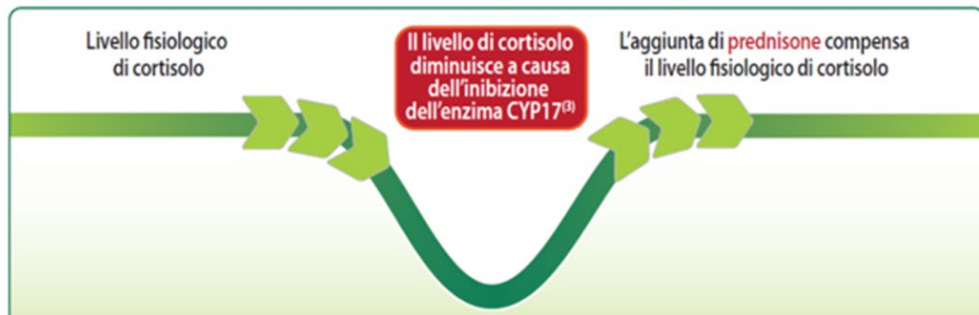 Livello fisiologico
di cortisolo
Il livello di cortisolo
diminuisce a causa
dell'inibizione
dell'enzima CYP17(3)
L'aggiunta di prednisone compensa
il livello fisiologico di cortisolo